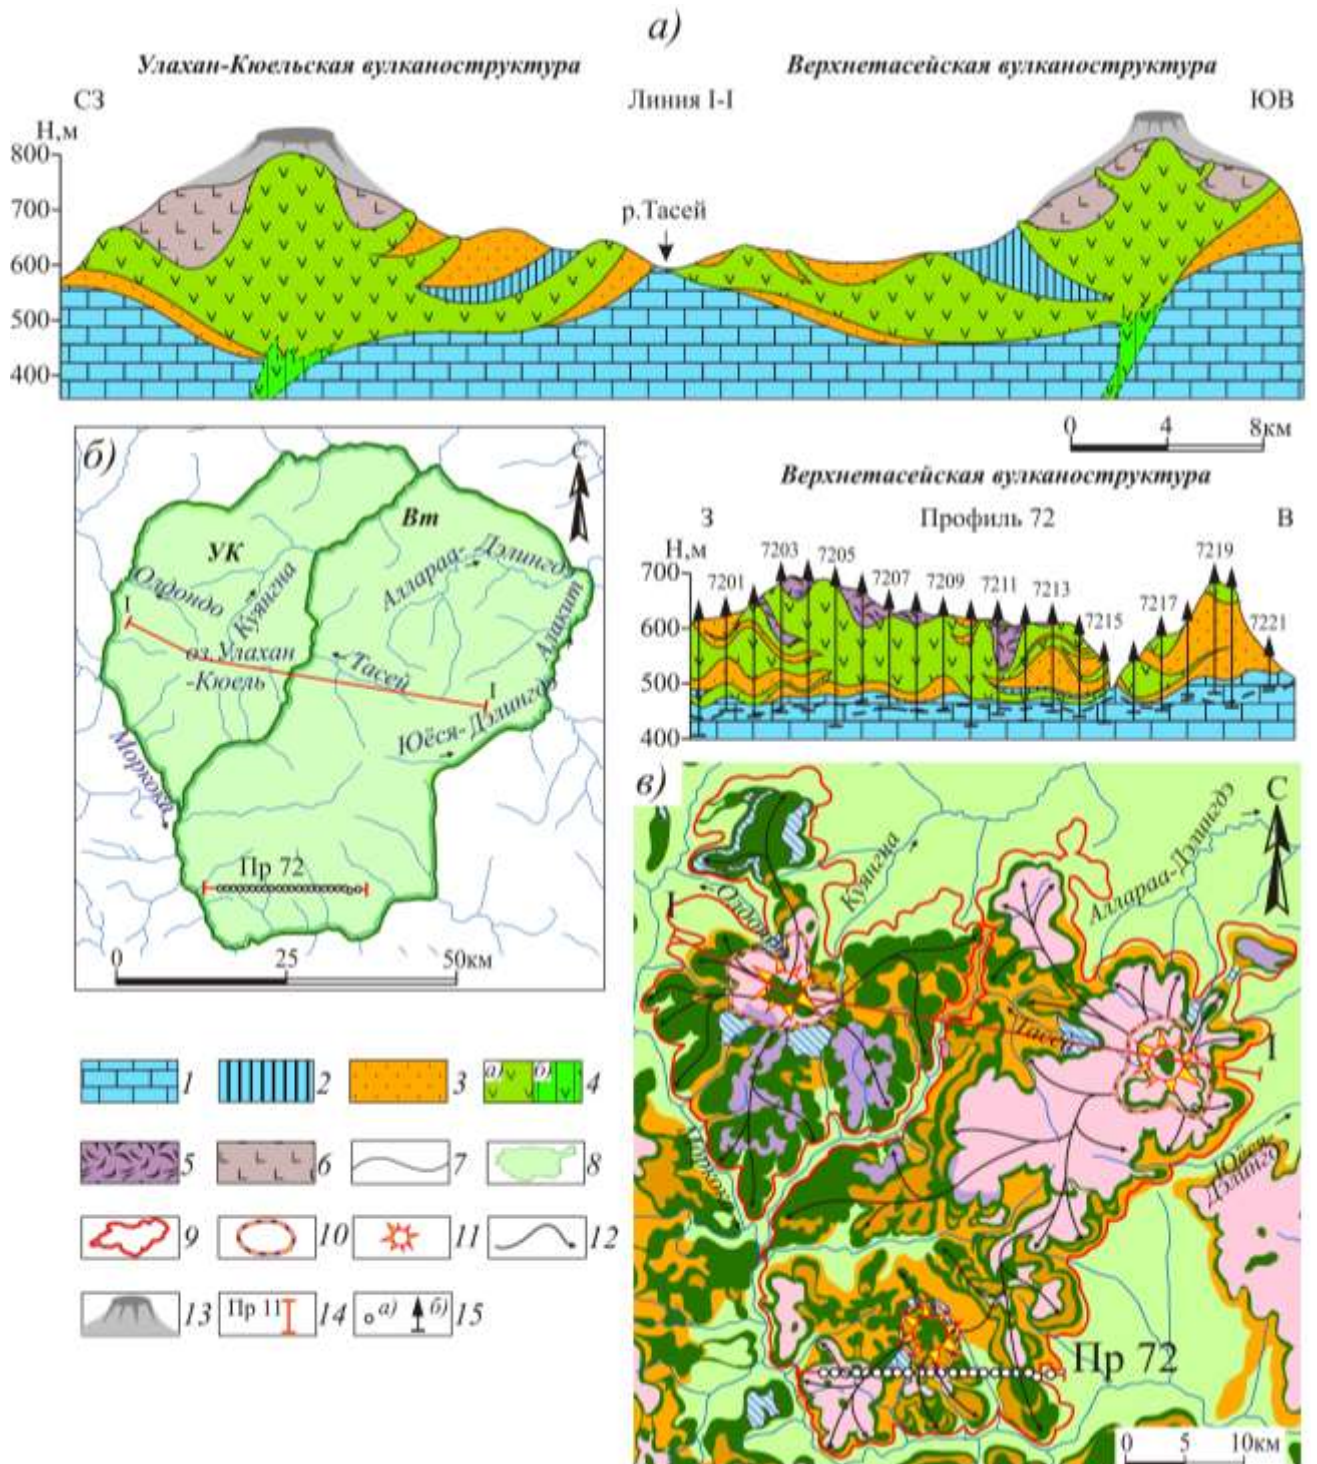 а)
Улахан-Кюельская вулканоструктура
Верхнетасейская вулканоструктура
СЗ
Линия I-I
ЮВ
Н,м
800
700
600
500
400
р.Тасей
0 4 8км
б)
С
УК
Вт
Олдондо
Куянгна
Аллараа-Дэлингдэ
Алакит
I
оз.Улахан
-Кюель
Тасей
I
Юёся-Дэлингдэ
Моркока
Пр 72
0 25 50км
Верхнетасейская вулканоструктура
З
Профиль 72
В
Н,м
700
600
500
400
7201
7203
7205
7207
7209
7211
7213
7215
7217
7219
7221
в)
С
Куянгна
Аллараа-Дэлингдэ
I
Олдондо
Тасей
I
Моркока
Юёся-
Дэлингдэ
Пр 72
0 5 10км
1
2
3
а) б) 4
5
6
7
8
9
10
11
12
13
Пр 11 14
а) б) 15